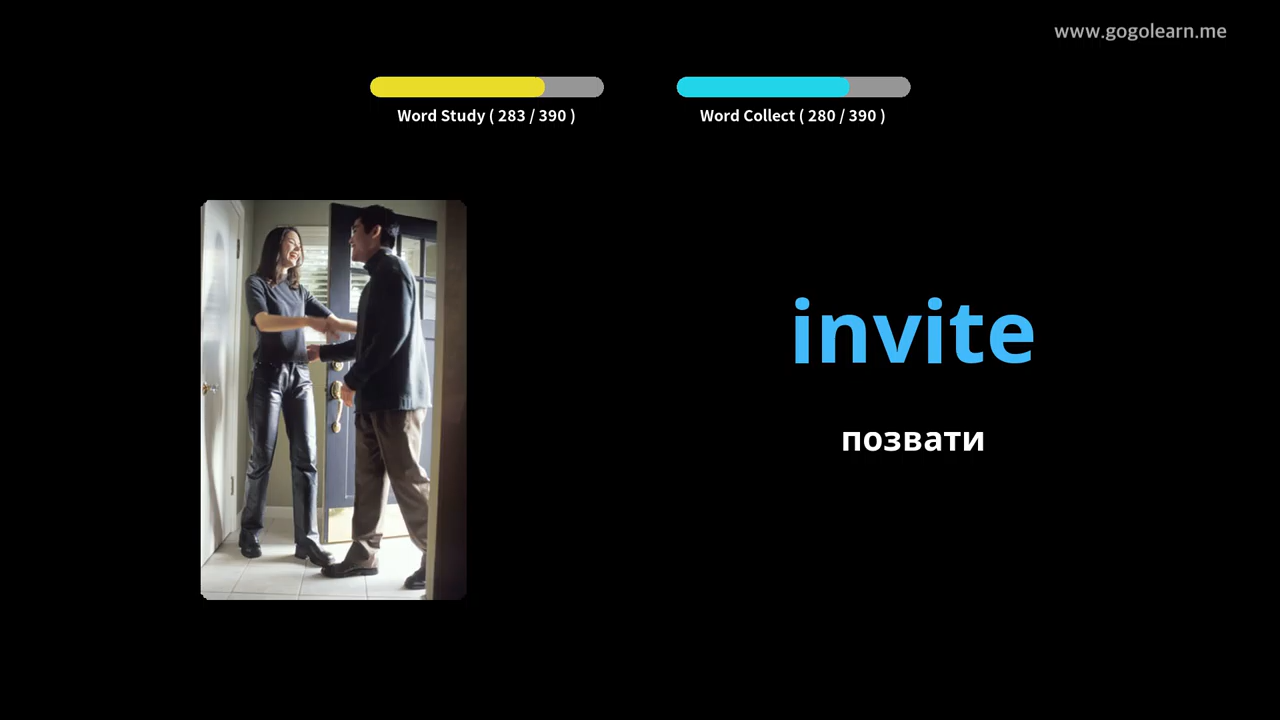 www.gogolearn.me
Word Study ( 283 / 390 )
Word Collect ( 280 / 390 )
invite
позвати